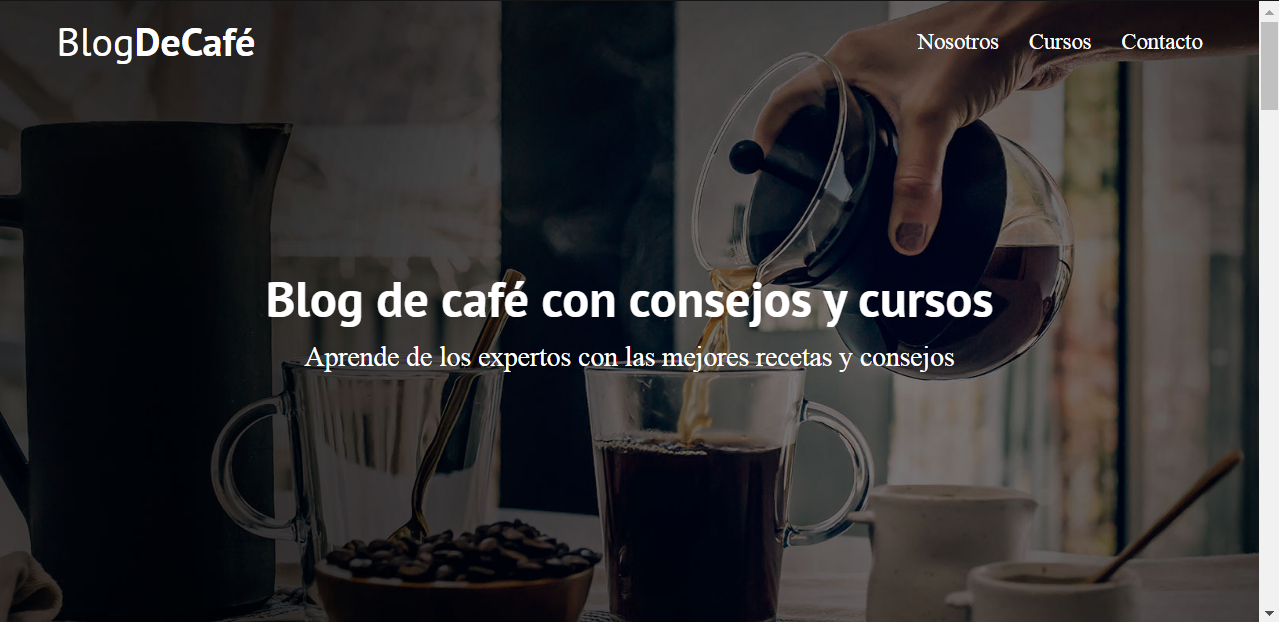 BlogDeCafé
Nosotros Cursos Contacto
Blog de café con consejos y cursos
Aprende de los expertos con las mejores recetas y consejos